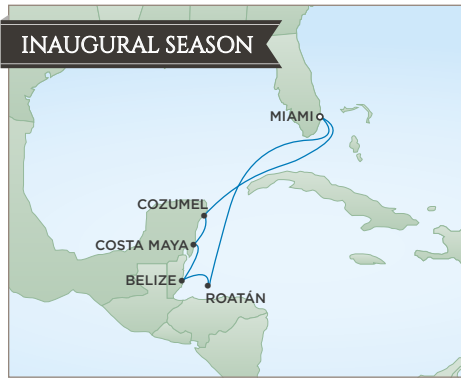 INAUGURAL SEASON
MIAMI
COZUMEL
COSTA MAYA
BELIZE
ROATÁN